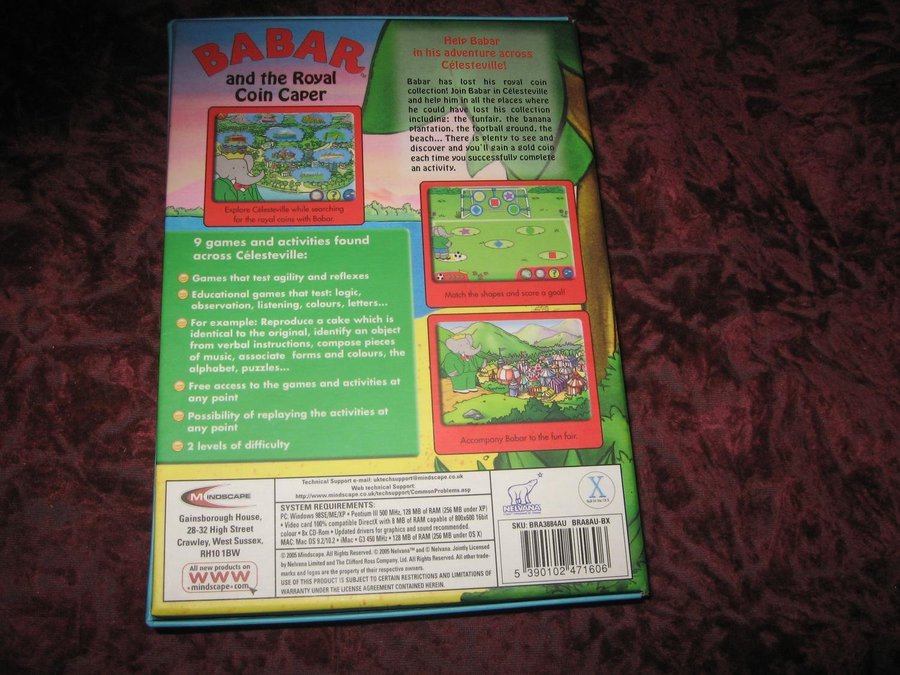 BABAR
and the Royal
Coin Caper
Explore Célesteville while searching
for the royal coins with Babar.
Help Babar
in his adventure across
Célesteville!
Babar has lost his royal coin
collection! Join Babar in Célesteville
and help him in all the places where
he could have lost his collection
including: the funfair, the banana
plantation, the football ground, the
beach... There is plenty to see and
discover and you'll gain a gold coin
each time you successfully complete
an activity.
Match the shapes and score a goal!
Accompany Babar to the fun fair.
9 games and activities found
across Célesteville:
Games that test agility and reflexes
Educational games that test: logic,
observation, listening, colours, letters...
For example: Reproduce a cake which is
identical to the original, identify an object
from verbal instructions, compose pieces
of music, associate forms and colours, the
alphabet, puzzles...
Free access to the games and activities at
any point
Possibility of replaying the activities at
any point
2 levels of difficulty
MINDSCAPE
Gainsborough House,
28-32 High Street
Crawley, West Sussex,
RH10 1BW
All new products on
WWW
mindscape.com
Technical Support e-mail: uktechsupport@mindscape.co.uk
Web technical Support:
http://www.mindscape.co.uk/techsupport/CommonProblems.asp
SYSTEM REQUIREMENTS:
PC: Windows 98SE/ME/XP • Pentium III 500 MHz, 128 MB of RAM (256 MB under XP)
• Video card 100% compatible DirectX with 8 MB of RAM capable of 800x600 16bit
colour • 8x CD-Rom • Updated drivers for graphics and sound recommended.
MAC: Mac OS 9.2/10.2 • iMac • G3 450 MHz • 128 MB of RAM (256 MB under OS X)
© 2005 Mindscape. All Rights Reserved. © 2005 Nelvana™ and © Nelvana. Jointly Licensed
by Nelvana Limited and The Clifford Ross Company, Ltd. All Rights Reserved. All other trade-
marks and logos are the property of their respective owners.
USE OF THIS PRODUCT IS SUBJECT TO CERTAIN RESTRICTIONS AND LIMITATIONS OF
WARRANTY UNDER THE LICENSE AGREEMENT CONTAINED HEREIN.
NELVANA
X
SKU: BRA3884AU BRA8AU-BX
5 390102 471606